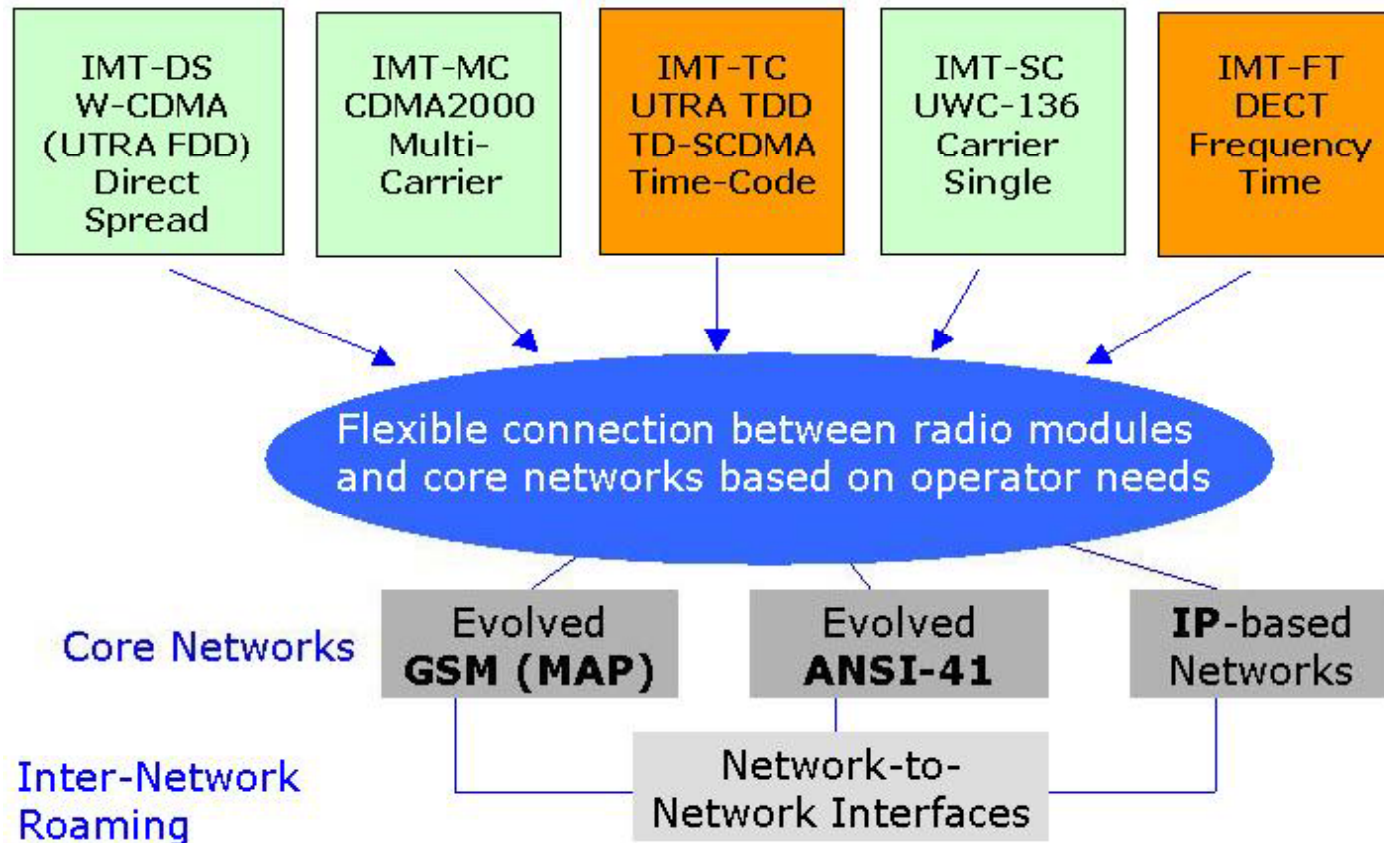 IMT-DS
W-CDMA
(UTRA FDD)
Direct
Spread
IMT-MC
CDMA2000
Multi-
Carrier
IMT-TC
UTRA TDD
TD-SCDMA
Time-Code
IMT-SC
UWC-136
Carrier
Single
IMT-FT
DECT
Frequency
Time
Flexible connection between radio modules
and core networks based on operator needs
Core Networks
Evolved
GSM (MAP)
Evolved
ANSI-41
IP-based
Networks
Inter-Network
Roaming
Network-to-
Network Interfaces